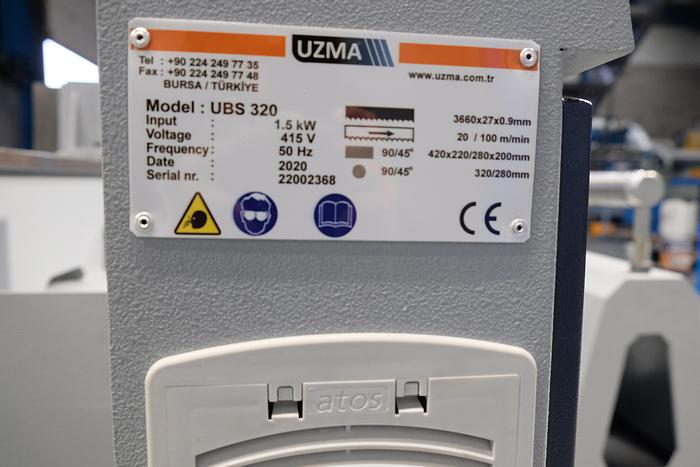 UZMA
Tel : +90 224 249 77 35
Fax : +90 224 249 77 48
BURSA / TÜRKİYE
www.uzma.com.tr
Model : UBS 320
Input : 1.5 kW 3660x27x0.9mm
Voltage : 415 V 20 / 100 m/min
Frequency : 50 Hz 90/45° 420x220/280x200mm
Date : 2020 90/45° 320/280mm
Serial nr. : 22002368
CE
atos